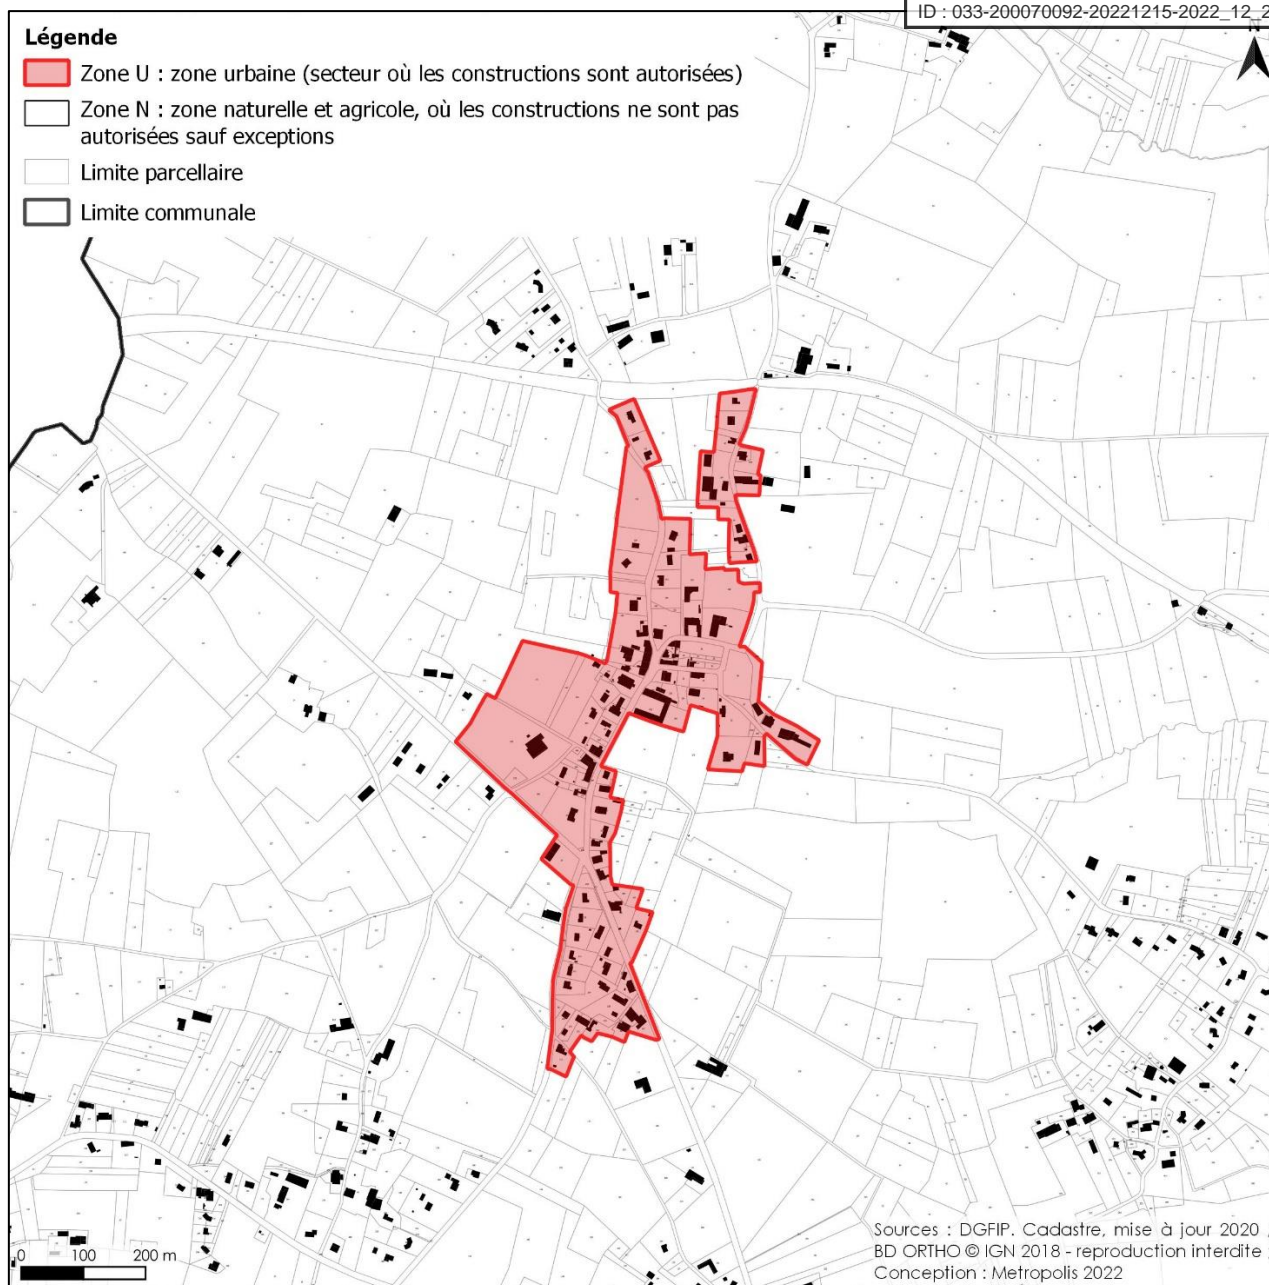 ID : 033-200070092-20221215-2022_12_2
N
Légende
Zone U : zone urbaine (secteur où les constructions sont autorisées)
Zone N : zone naturelle et agricole, où les constructions ne sont pas
autorisées sauf exceptions
Limite parcellaire
Limite communale
0 100 200 m
Sources : DGFIP. Cadastre, mise à jour 2020 ,
BD ORTHO © IGN 2018 - reproduction interdite ;
Conception : Metropolis 2022